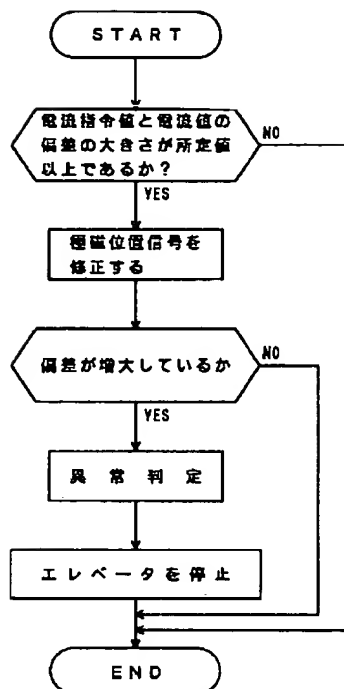 START
電流指令値と電流値の
偏差の大きさが所定値
以上であるか?
NO
YES
極磁位置信号を
修正する
偏差が増大しているか
NO
YES
異常判定
エレベータを停止
END